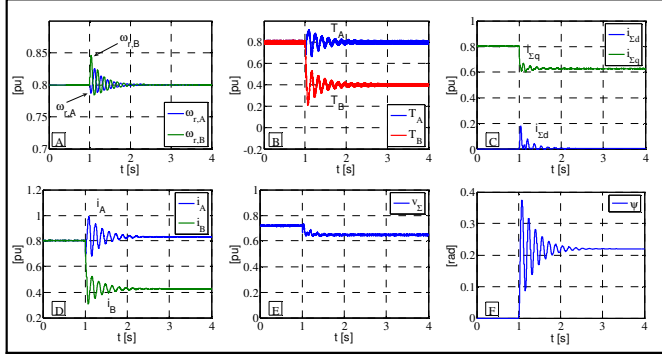 0.85
0.8
0.75
0.7
[pu]
ω_r,B
ω_r,A
ω_r,A
ω_r,B
A
0 1 2 3 4
t [s]
1
0.8
0.6
0.4
0.2
0
-0.2
[pu]
T_A
T_B
T_A
T_B
B
0 1 2 3 4
t [s]
1
0.8
0.6
0.4
0.2
0
[pu]
i_Σq
i_Σd
i_Σd
i_Σq
C
0 1 2 3 4
t [s]
1.2
1
0.8
0.6
0.4
0.2
[pu]
i_A
i_B
i_A
i_B
D
0 1 2 3 4
t [s]
1
0.8
0.6
0.4
0.2
0
[pu]
v_Σ
E
0 1 2 3 4
t [s]
0.4
0.3
0.2
0.1
0
[rad]
ψ
F
0 1 2 3 4
t [s]